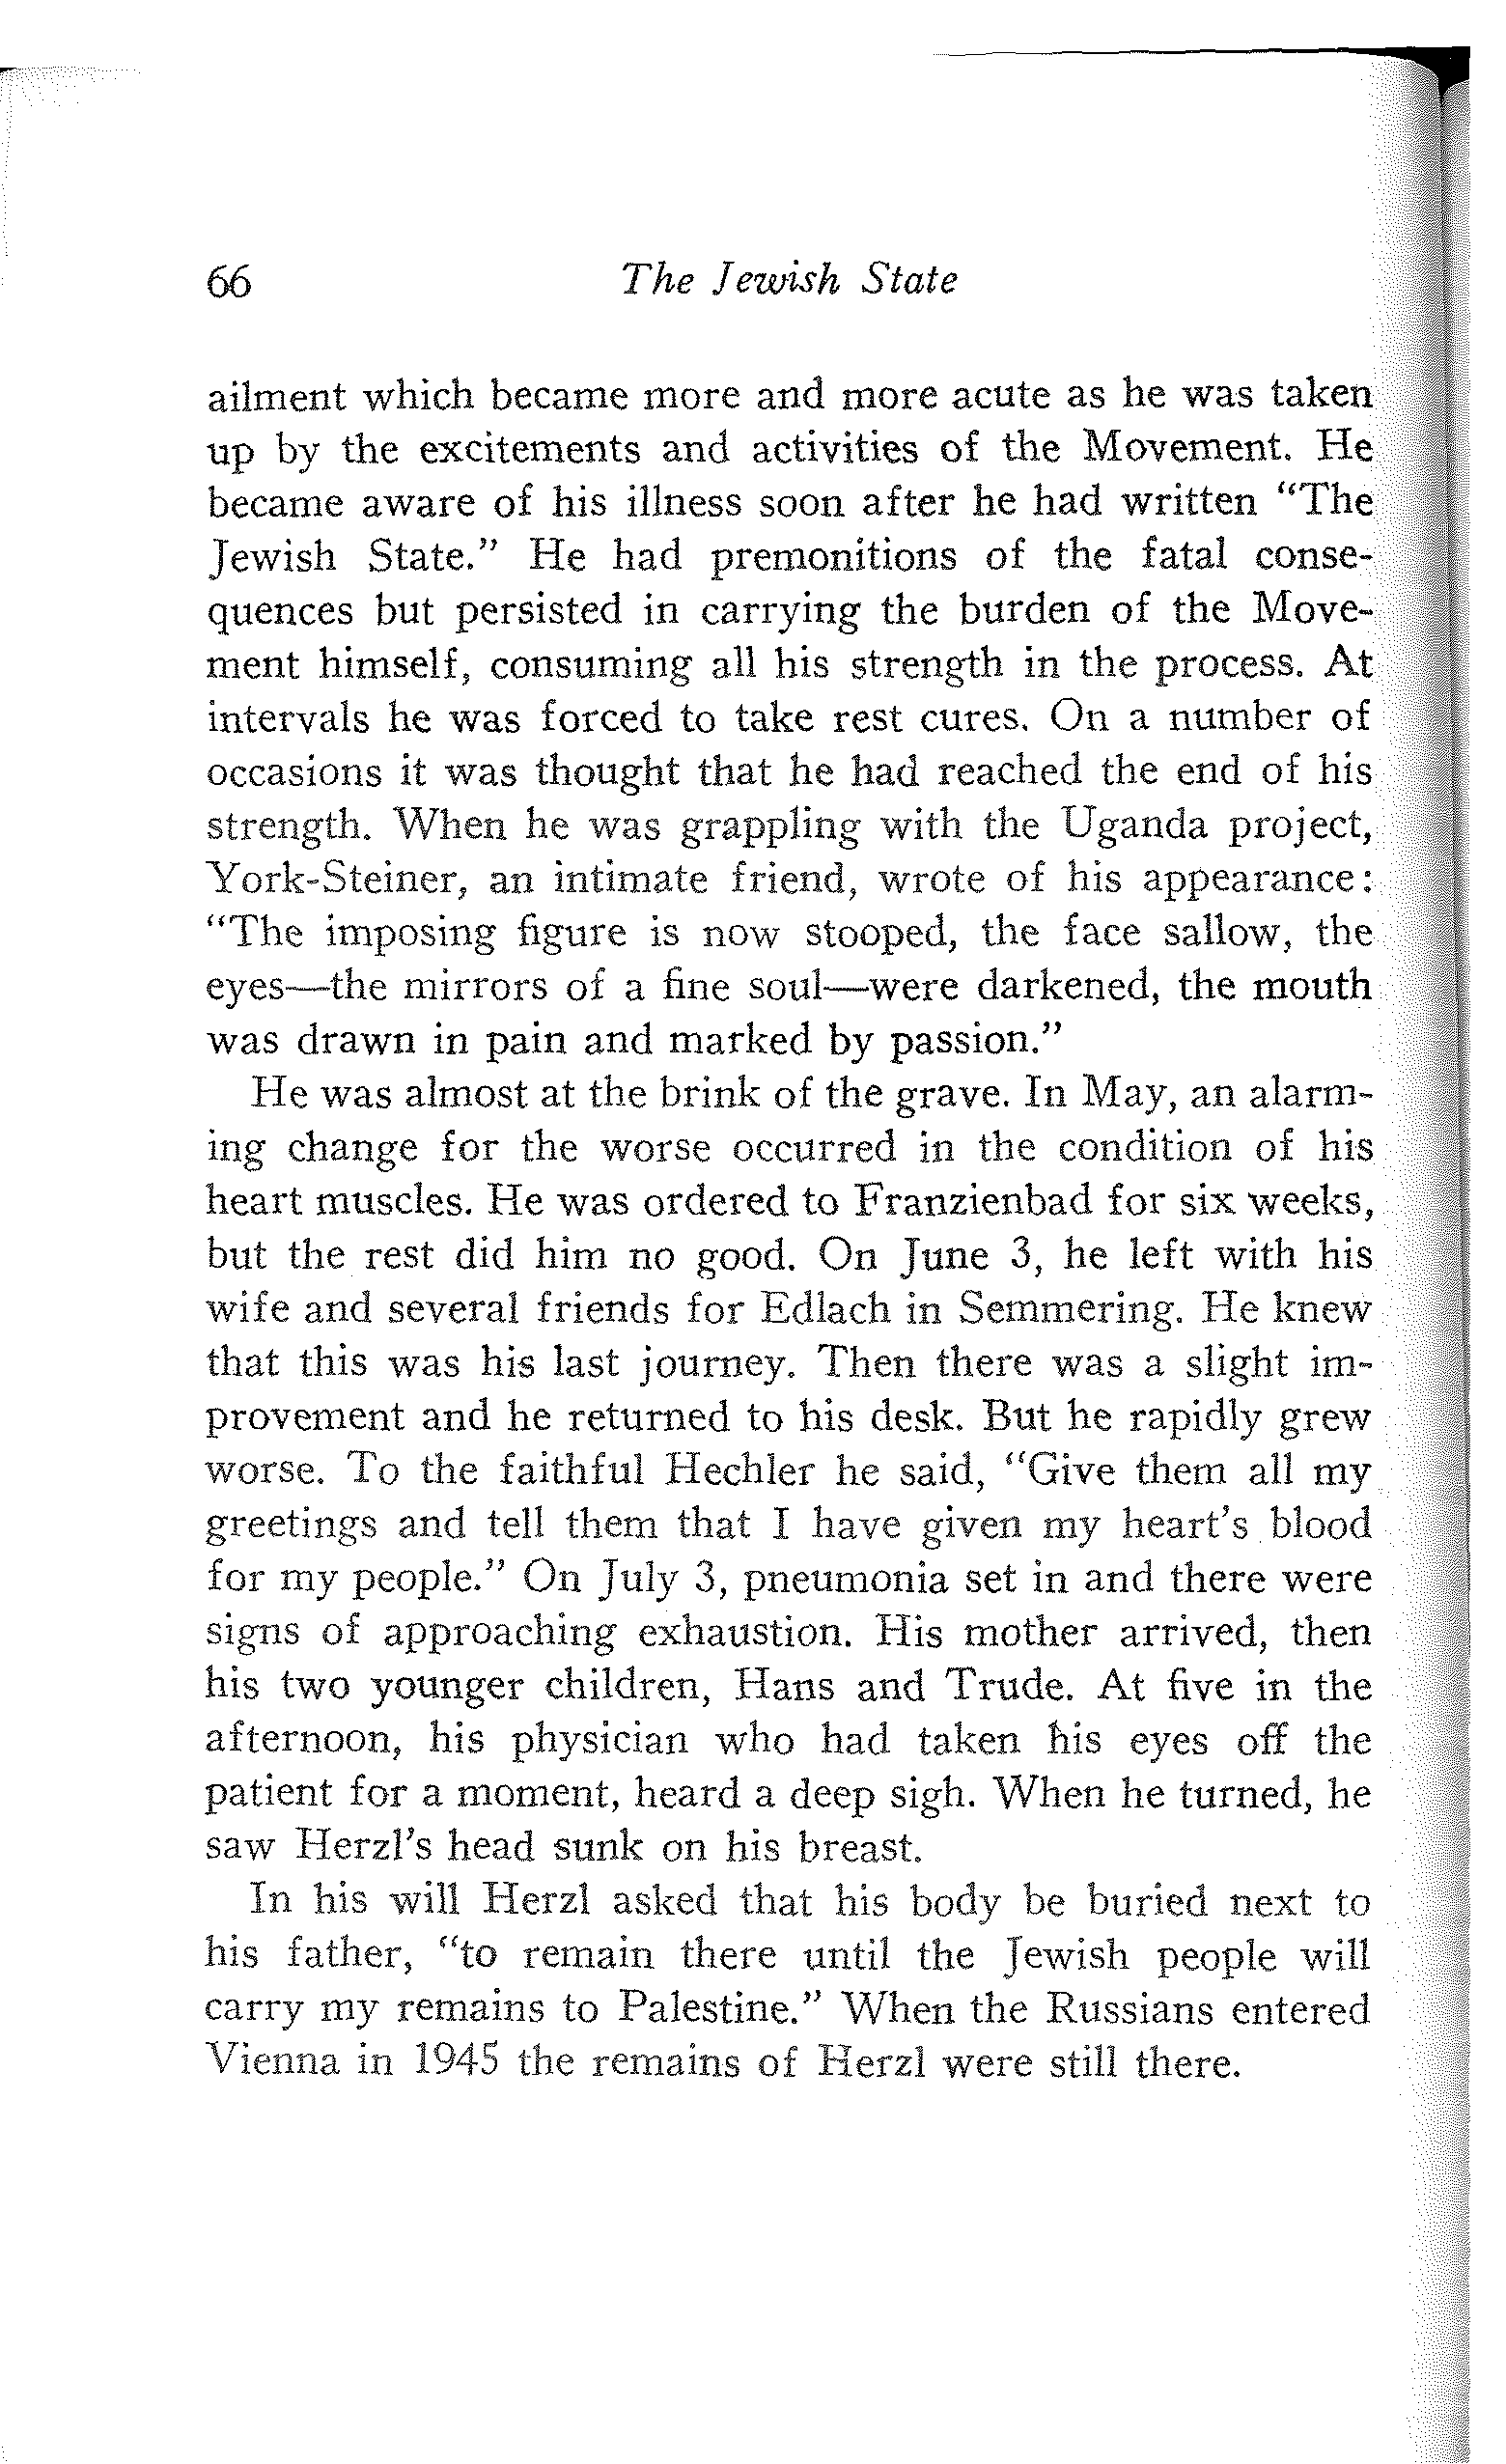 66 The Jewish State
ailment which became more and more acute as he was taken
up by the excitements and activities of the Movement. He
became aware of his illness soon after he had written “The
Jewish State.” He had premonitions of the fatal conse-
quences but persisted in carrying the burden of the Move-
ment himself, consuming all his strength in the process. At
intervals he was forced to take rest cures. On a number of
occasions it was thought that he had reached the end of his
strength. When he was grappling with the Uganda project,
York-Steiner, an intimate friend, wrote of his appearance:
“The imposing figure is now stooped, the face sallow, the
eyes—the mirrors of a fine soul—were darkened, the mouth
was drawn in pain and marked by passion.”
He was almost at the brink of the grave. In May, an alarm-
ing change for the worse occurred in the condition of his
heart muscles. He was ordered to Franzienbad for six weeks,
but the rest did him no good. On June 3, he left with his
wife and several friends for Edlach in Semmering. He knew
that this was his last journey. Then there was a slight im-
provement and he returned to his desk. But he rapidly grew
worse. To the faithful Hechler he said, “Give them all my
greetings and tell them that I have given my heart’s blood
for my people.” On July 3, pneumonia set in and there were
signs of approaching exhaustion. His mother arrived, then
his two younger children, Hans and Trude. At five in the
afternoon, his physician who had taken his eyes off the
patient for a moment, heard a deep sigh. When he turned, he
saw Herzl’s head sunk on his breast.
In his will Herzl asked that his body be buried next to
his father, “to remain there until the Jewish people will
carry my remains to Palestine.” When the Russians entered
Vienna in 1945 the remains of Herzl were still there.